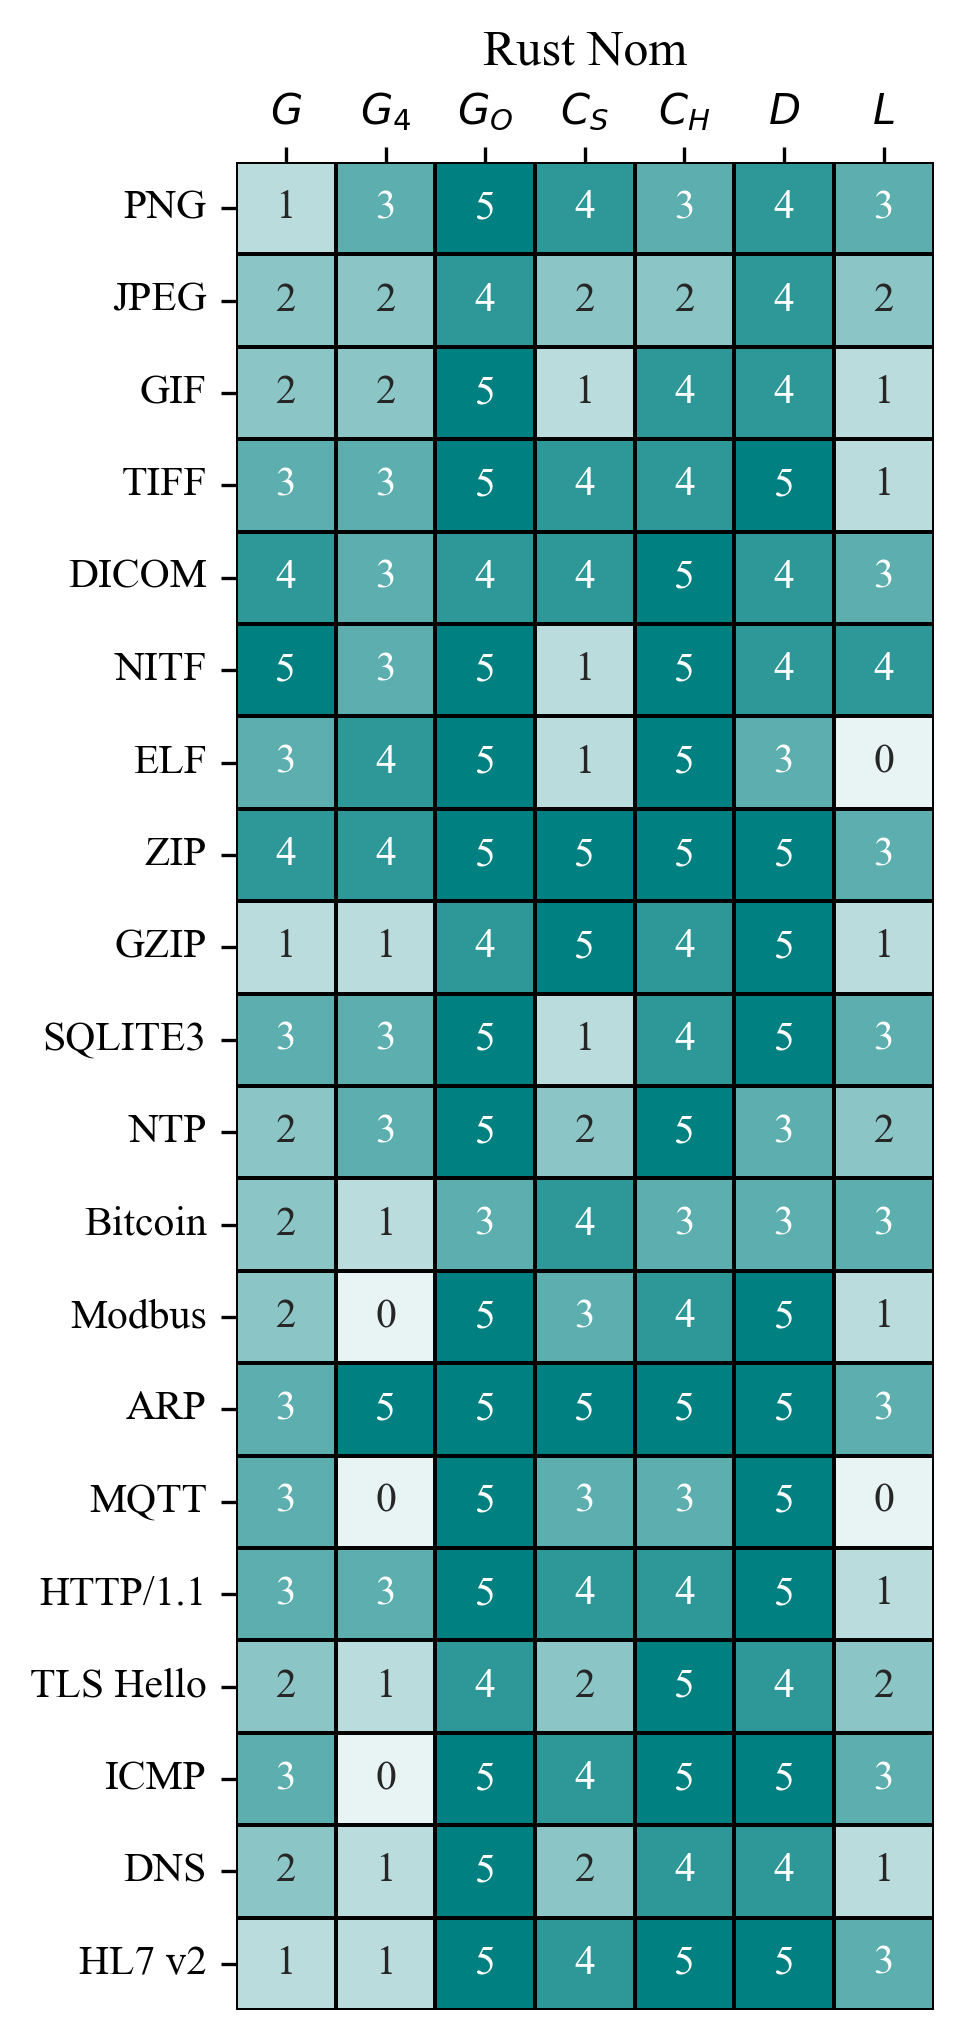 Rust Nom
G G₄ G_O C_S C_H D L
PNG 1 3 5 4 3 4 3
JPEG 2 2 4 2 2 4 2
GIF 2 2 5 1 4 4 1
TIFF 3 3 5 4 4 5 1
DICOM 4 3 4 4 5 4 3
NITF 5 3 5 1 5 4 4
ELF 3 4 5 1 5 3 0
ZIP 4 4 5 5 5 5 3
GZIP 1 1 4 5 4 5 1
SQLITE3 3 3 5 1 4 5 3
NTP 2 3 5 2 5 3 2
Bitcoin 2 1 3 4 3 3 3
Modbus 2 0 5 3 4 5 1
ARP 3 5 5 5 5 5 3
MQTT 3 0 5 3 3 5 0
HTTP/1.1 3 3 5 4 4 5 1
TLS Hello 2 1 4 2 5 4 2
ICMP 3 0 5 4 5 5 3
DNS 2 1 5 2 4 4 1
HL7 v2 1 1 5 4 5 5 3